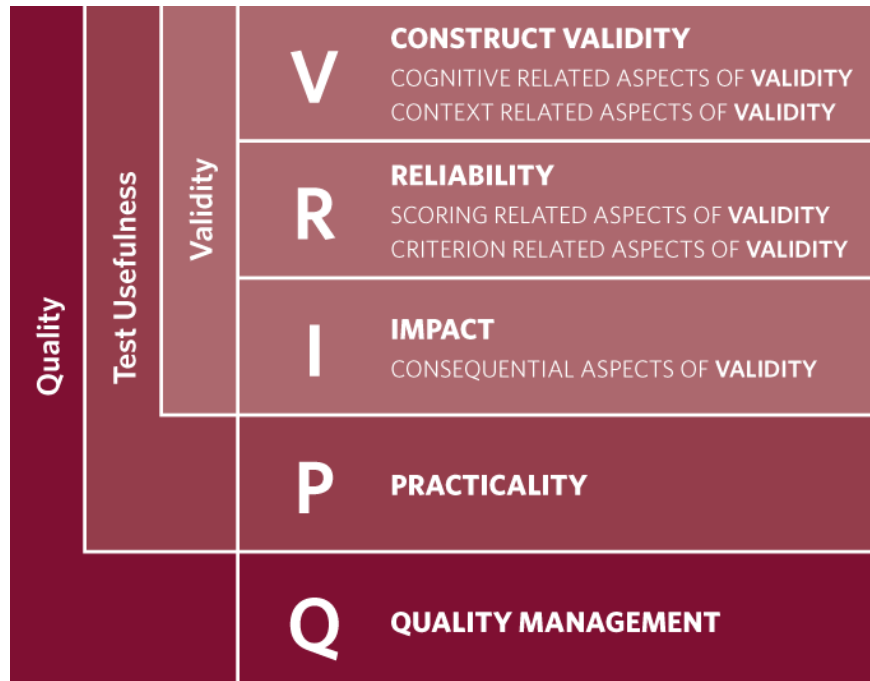 Quality
Test Usefulness
Validity
V
CONSTRUCT VALIDITY
COGNITIVE RELATED ASPECTS OF VALIDITY
CONTEXT RELATED ASPECTS OF VALIDITY
R
RELIABILITY
SCORING RELATED ASPECTS OF VALIDITY
CRITERION RELATED ASPECTS OF VALIDITY
I
IMPACT
CONSEQUENTIAL ASPECTS OF VALIDITY
P
PRACTICALITY
Q
QUALITY MANAGEMENT